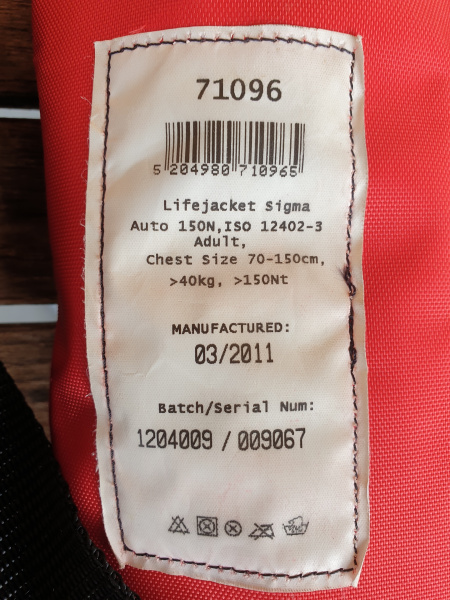 71096
5 204980 710965
Lifejacket Sigma
Auto 150N,ISO 12402-3
Adult,
Chest Size 70-150cm,
>40kg, >150Nt
MANUFACTURED:
03/2011
Batch/Serial Num:
1204009 / 009067